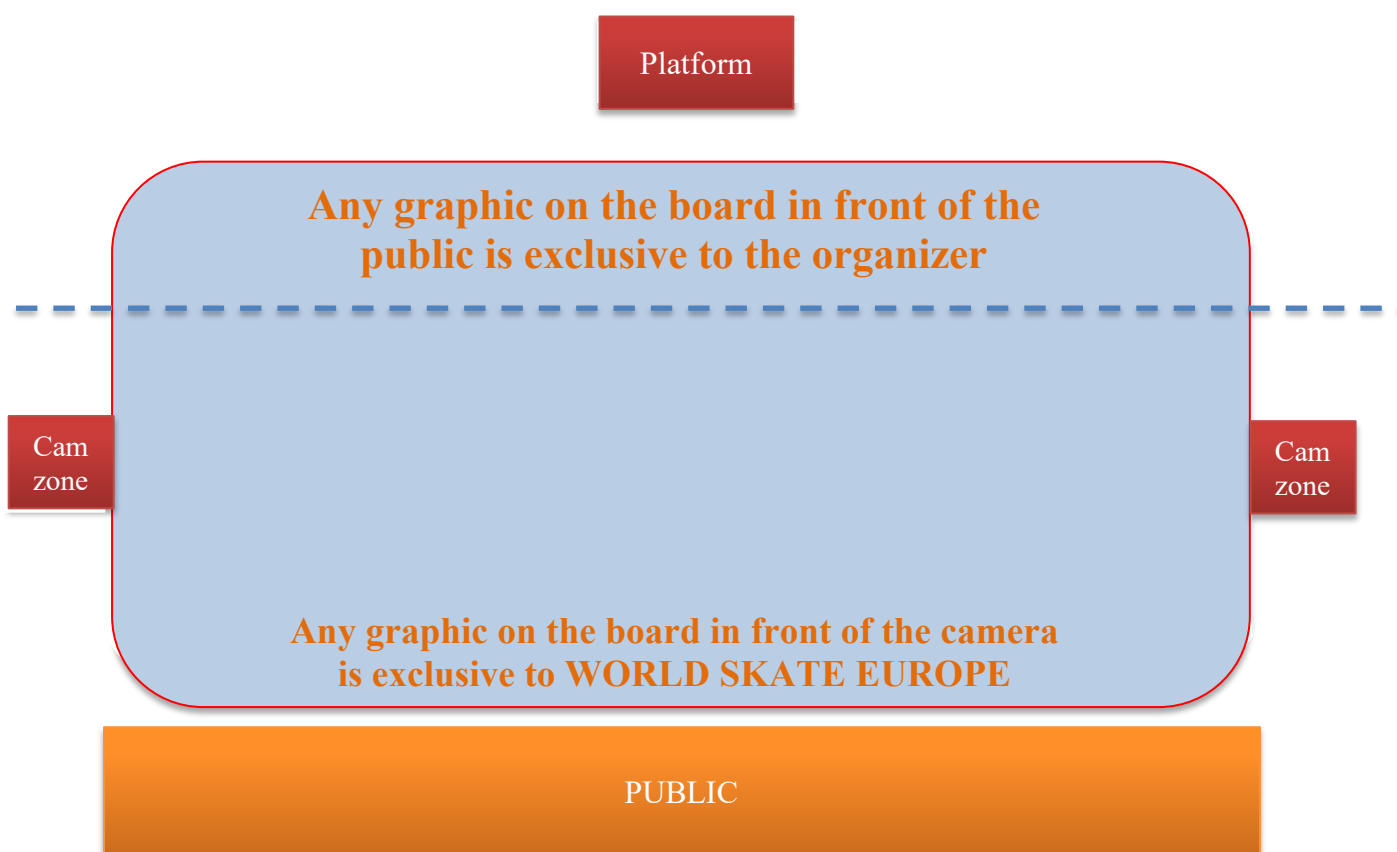 Platform
Any graphic on the board in front of the
public is exclusive to the organizer
Cam
zone
Cam
zone
Any graphic on the board in front of the camera
is exclusive to WORLD SKATE EUROPE
PUBLIC